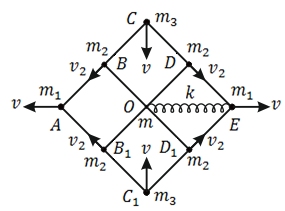 C m₃
m₂ B v D m₂
v₂ v₂
v m₁ O k m₁ v
A m E
v₂ B₁ v D₁ v₂
m₂ m₂
C₁ m₃